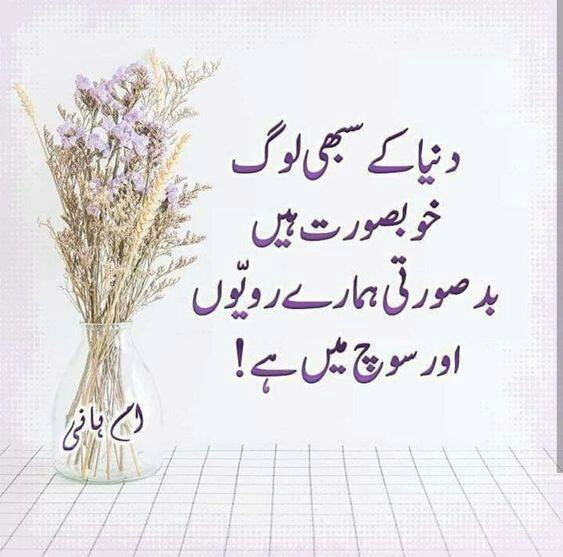 دنیا کے سبھی لوگ
خوبصورت ہیں
بدصورتی ہمارے رویّوں
اور سوچ میں ہے!
ام ہانی